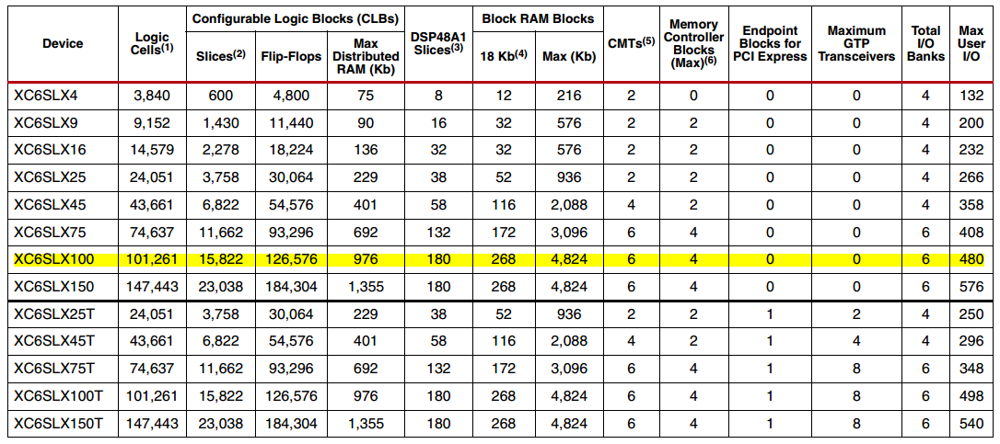 Device Logic Cells(1) Configurable Logic Blocks (CLBs) DSP48A1 Slices(3) Block RAM Blocks CMTs(5) Memory Controller Blocks (Max)(6) Endpoint Blocks for PCI Express Maximum GTP Transceivers Total I/O Banks Max User I/O
Slices(2) Flip-Flops Max Distributed RAM (Kb) 18 Kb(4) Max (Kb)
XC6SLX4 3,840 600 4,800 75 8 12 216 2 0 0 0 4 132
XC6SLX9 9,152 1,430 11,440 90 16 32 576 2 2 0 0 4 200
XC6SLX16 14,579 2,278 18,224 136 32 32 576 2 2 0 0 4 232
XC6SLX25 24,051 3,758 30,064 229 38 52 936 2 2 0 0 4 266
XC6SLX45 43,661 6,822 54,576 401 58 116 2,088 4 2 0 0 4 358
XC6SLX75 74,637 11,662 93,296 692 132 172 3,096 6 4 0 0 6 408
XC6SLX100 101,261 15,822 126,576 976 180 268 4,824 6 4 0 0 6 480
XC6SLX150 147,443 23,038 184,304 1,355 180 268 4,824 6 4 0 0 6 576
XC6SLX25T 24,051 3,758 30,064 229 38 52 936 2 2 1 2 4 250
XC6SLX45T 43,661 6,822 54,576 401 58 116 2,088 4 2 1 4 4 296
XC6SLX75T 74,637 11,662 93,296 692 132 172 3,096 6 4 1 8 6 348
XC6SLX100T 101,261 15,822 126,576 976 180 268 4,824 6 4 1 8 6 498
XC6SLX150T 147,443 23,038 184,304 1,355 180 268 4,824 6 4 1 8 6 540